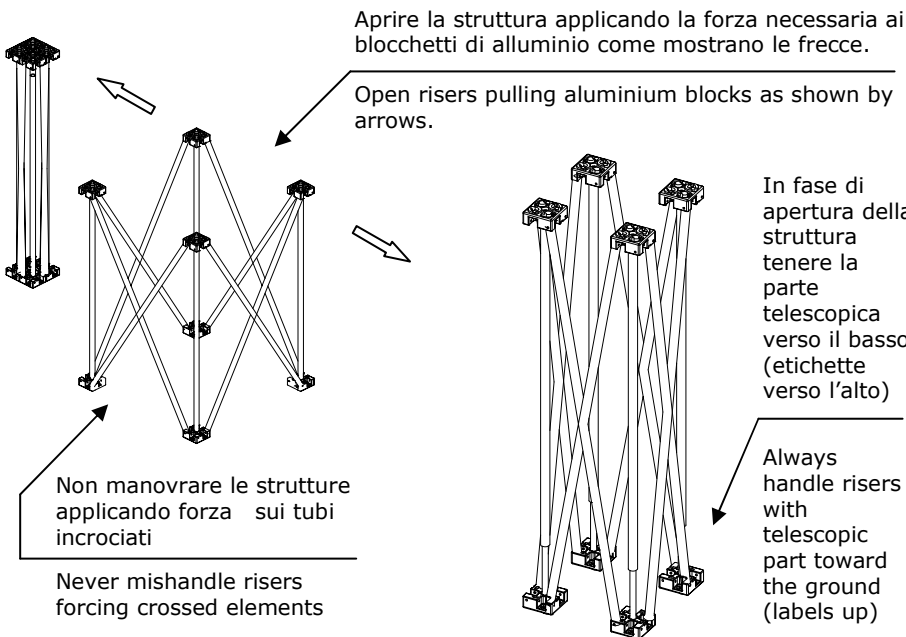 Aprire la struttura applicando la forza necessaria ai
blocchetti di alluminio come mostrano le frecce.
Open risers pulling aluminium blocks as shown by
arrows.
In fase di
apertura della
struttura
tenere la
parte
telescopica
verso il basso
(etichette
verso l'alto)
Always
handle risers
with
telescopic
part toward
the ground
(labels up)
Non manovrare le strutture
applicando forza sui tubi
incrociati
Never mishandle risers
forcing crossed elements